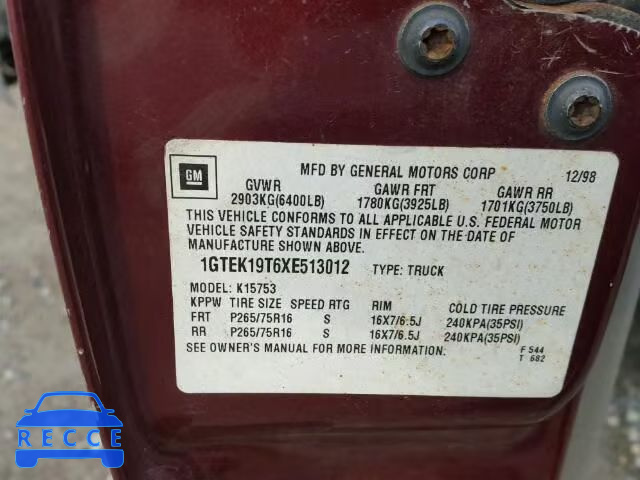 GM
MFD BY GENERAL MOTORS CORP 12/98
GVWR GAWR FRT GAWR RR
2903KG(6400LB) 1780KG(3925LB) 1701KG(3750LB)
THIS VEHICLE CONFORMS TO ALL APPLICABLE U.S. FEDERAL MOTOR
VEHICLE SAFETY STANDARDS IN EFFECT ON THE DATE OF
MANUFACTURE SHOWN ABOVE.
1GTEK19T6XE513012 TYPE: TRUCK
MODEL: K15753
KPPW TIRE SIZE SPEED RTG RIM COLD TIRE PRESSURE
FRT P265/75R16 S 16X7/6.5J 240KPA(35PSI)
RR P265/75R16 S 16X7/6.5J 240KPA(35PSI)
SEE OWNER'S MANUAL FOR MORE INFORMATION.
F 544
T 682
RECCE